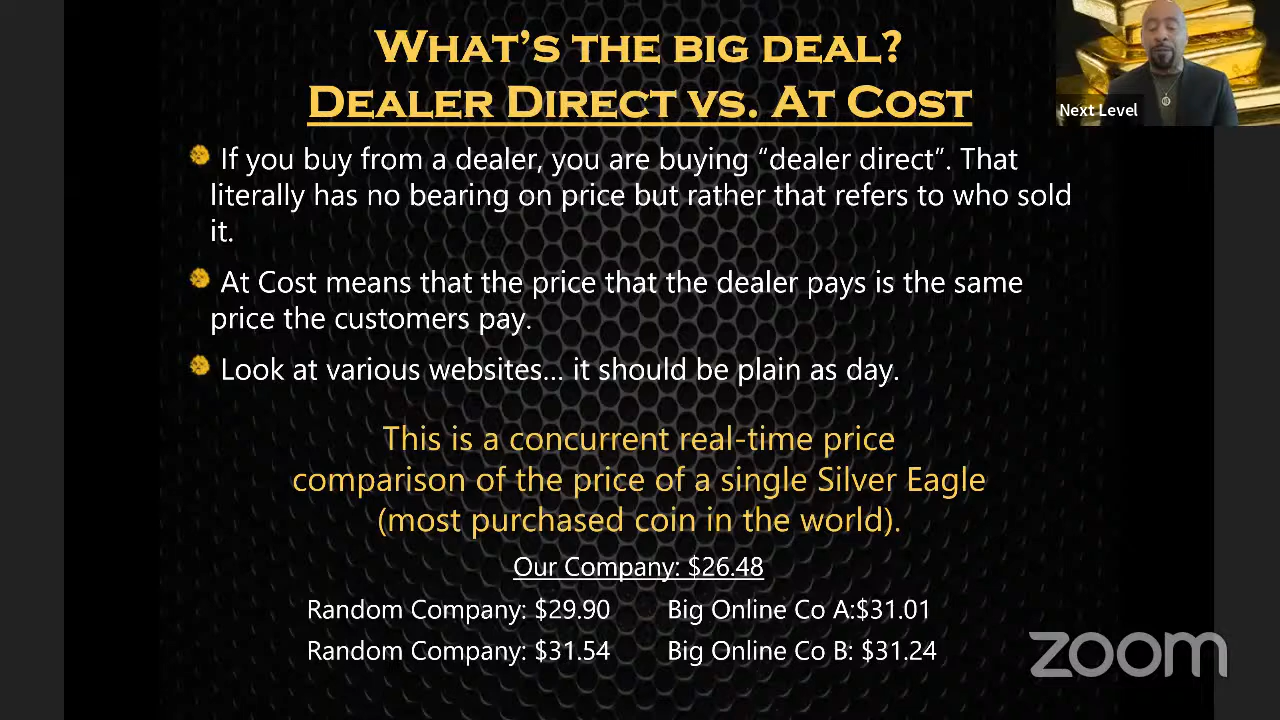 WHAT'S THE BIG DEAL?
DEALER DIRECT VS. AT COST
Next Level
If you buy from a dealer, you are buying “dealer direct”. That
literally has no bearing on price but rather that refers to who sold
it.
At Cost means that the price that the dealer pays is the same
price the customers pay.
Look at various websites... it should be plain as day.
This is a concurrent real-time price
comparison of the price of a single Silver Eagle
(most purchased coin in the world).
Our Company: $26.48
Random Company: $29.90 Big Online Co A:$31.01
Random Company: $31.54 Big Online Co B: $31.24
zoom